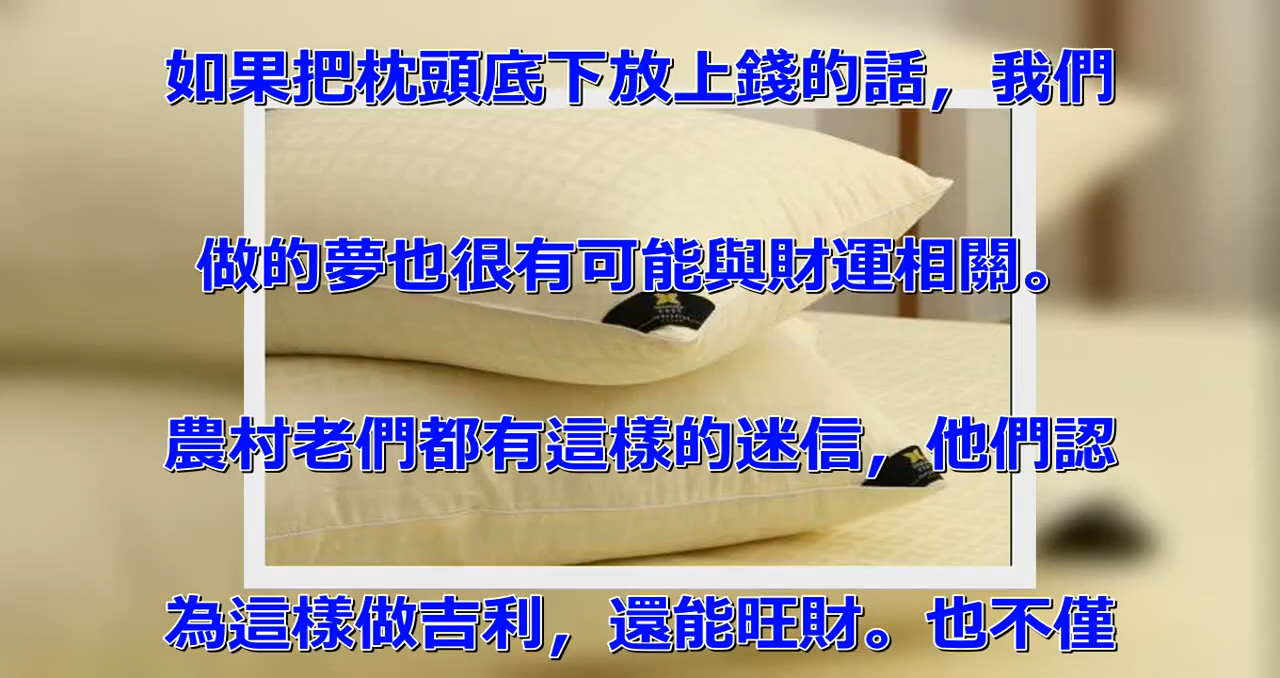 如果把枕頭底下放上錢的話，我們
做的夢也很有可能與財運相關。
農村老們都有這樣的迷信，他們認
為這樣做吉利，還能旺財。也不僅